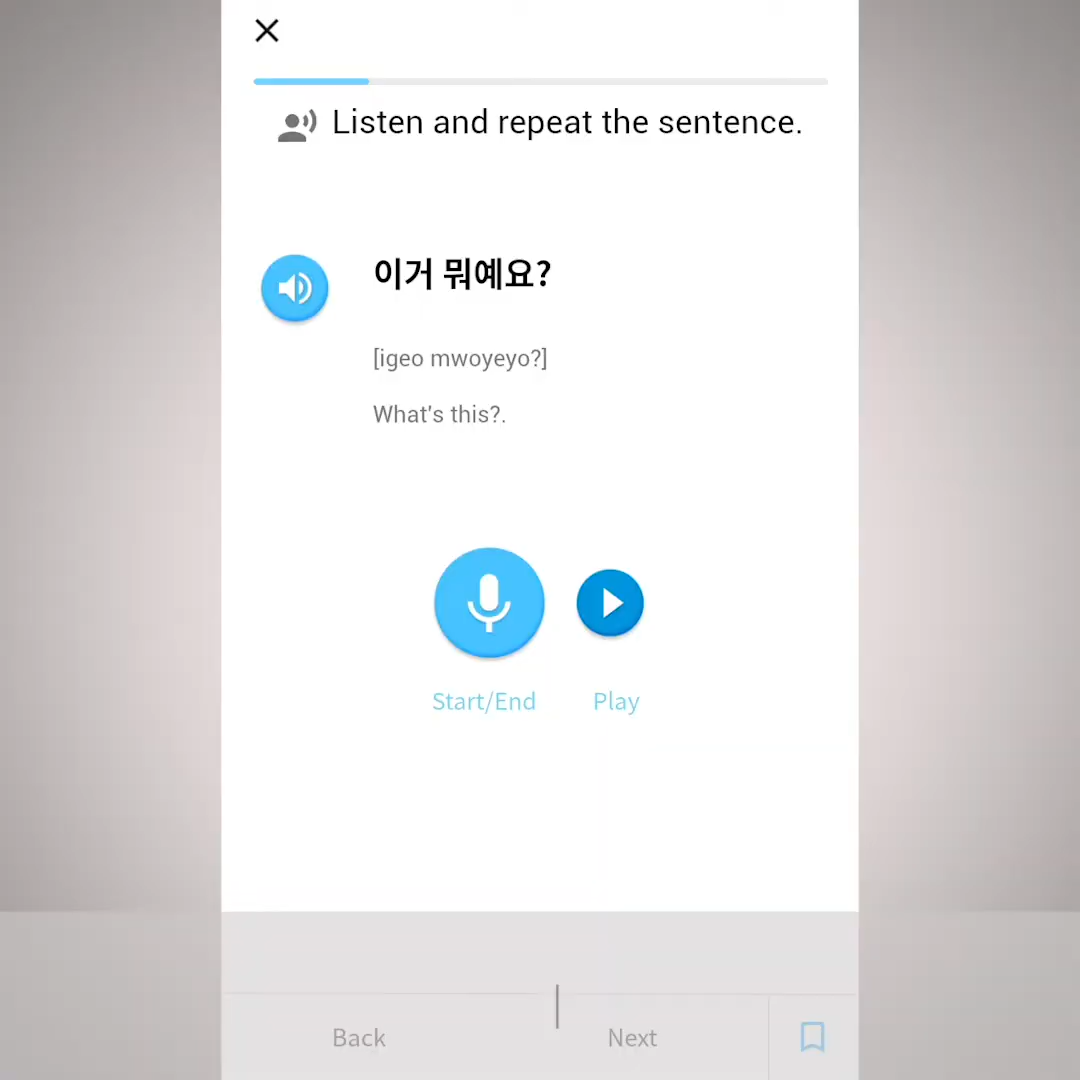 Listen and repeat the sentence.
이거 뭐예요?
[igeo mwoyeyo?]
What's this?.
Start/End
Play
Back
Next